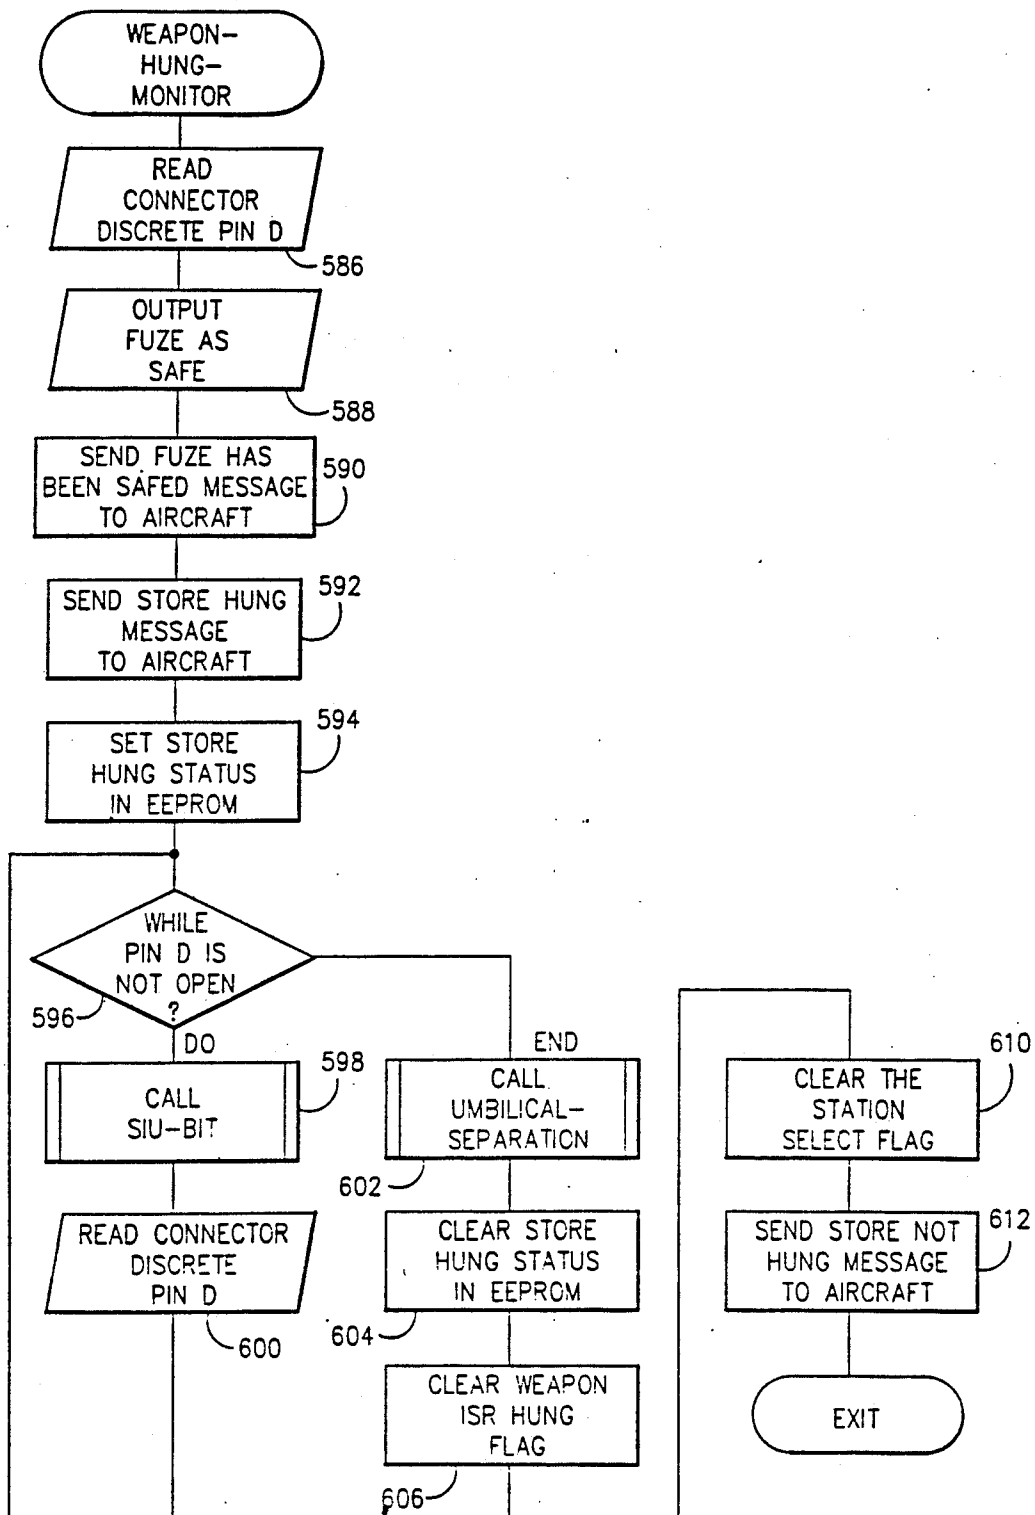 WEAPON-
HUNG-
MONITOR
READ
CONNECTOR
DISCRETE PIN D
586
OUTPUT
FUZE AS
SAFE
588
SEND FUZE HAS
BEEN SAFED MESSAGE
TO AIRCRAFT
590
SEND STORE HUNG
MESSAGE
TO AIRCRAFT
592
SET STORE
HUNG STATUS
IN EEPROM
594
WHILE
PIN D IS
NOT OPEN
?
596
DO
CALL
SIU-BIT
598
READ CONNECTOR
DISCRETE
PIN D
600
END
CALL
UMBILICAL-
SEPARATION
602
CLEAR STORE
HUNG STATUS
IN EEPROM
604
CLEAR WEAPON
ISR HUNG
FLAG
606
CLEAR THE
STATION
SELECT FLAG
610
SEND STORE NOT
HUNG MESSAGE
TO AIRCRAFT
612
EXIT